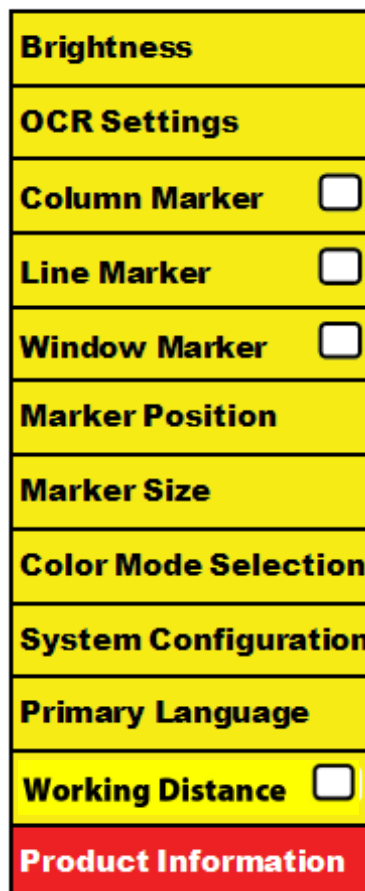 Brightness
OCR Settings
Column Marker
Line Marker
Window Marker
Marker Position
Marker Size
Color Mode Selection
System Configuration
Primary Language
Working Distance
Product Information